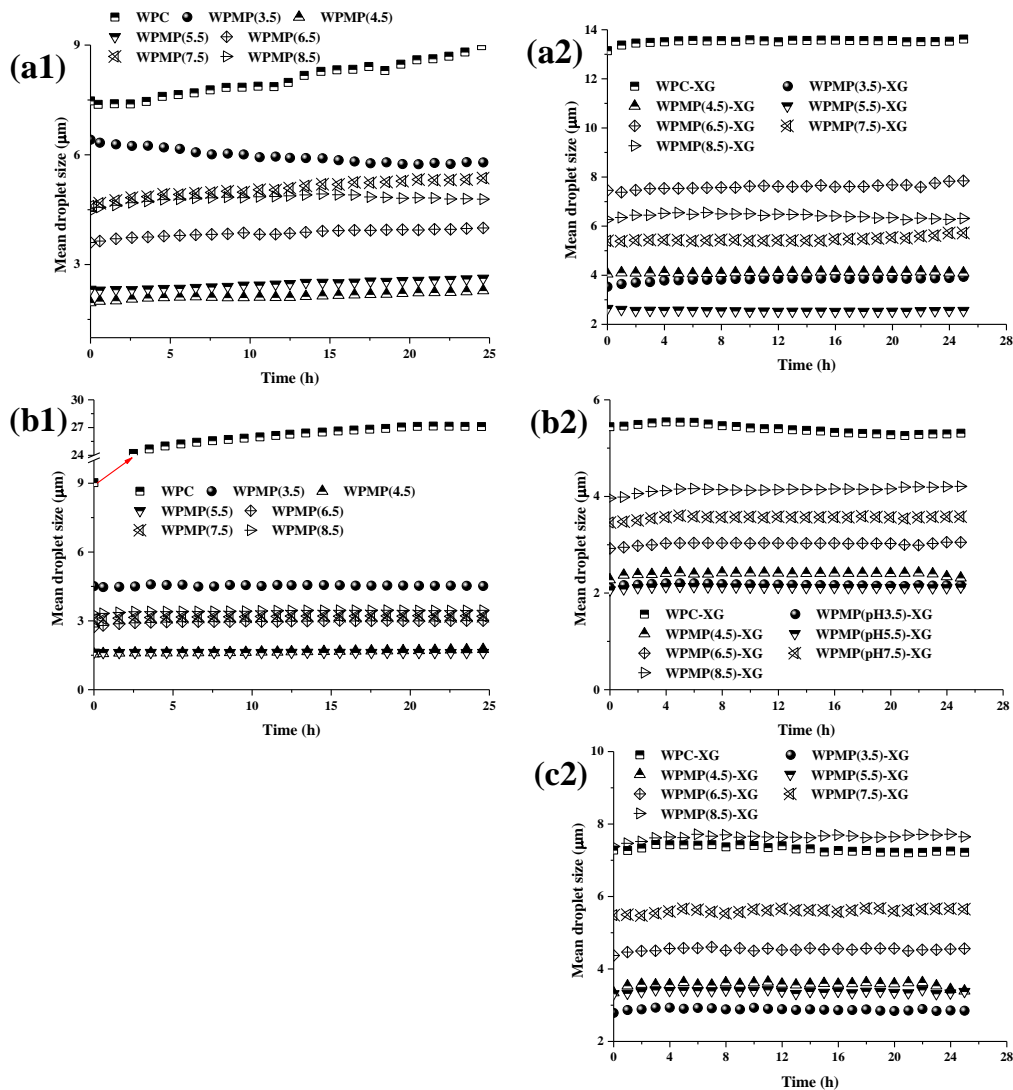 (a1)
WPC WPMP(3.5) WPMP(4.5)
WPMP(5.5) WPMP(6.5)
WPMP(7.5) WPMP(8.5)
9
6
3
Mean droplet size (μm)
0 5 10 15 20 25
Time (h)
(a2)
14
12
10
8
6
4
2
Mean droplet size (μm)
WPC-XG WPMP(3.5)-XG
WPMP(4.5)-XG WPMP(5.5)-XG
WPMP(6.5)-XG WPMP(7.5)-XG
WPMP(8.5)-XG
0 4 8 12 16 20 24 28
Time (h)
(b1)
30
27
24
9
6
3
0
Mean droplet size (μm)
WPC WPMP(3.5) WPMP(4.5)
WPMP(5.5) WPMP(6.5)
WPMP(7.5) WPMP(8.5)
0 5 10 15 20 25
Time (h)
(b2)
6
4
2
0
Mean droplet size (μm)
WPC-XG WPMP(pH3.5)-XG
WPMP(4.5)-XG WPMP(pH5.5)-XG
WPMP(6.5)-XG WPMP(pH7.5)-XG
WPMP(8.5)-XG
0 4 8 12 16 20 24 28
Time (h)
(c2)
10
8
6
4
2
Mean droplet size (μm)
WPC-XG WPMP(3.5)-XG
WPMP(4.5)-XG WPMP(5.5)-XG
WPMP(6.5)-XG WPMP(7.5)-XG
WPMP(8.5)-XG
0 4 8 12 16 20 24 28
Time (h)